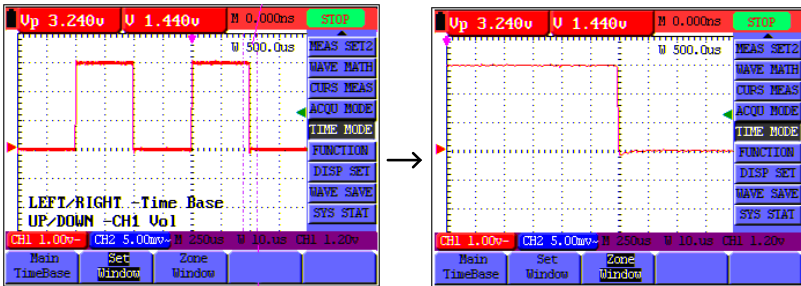 Vp 3.240v V 1.440v M 0.000ns STOP
W 500.0us
MEAS SET2
WAVE MATH
CURS MEAS
ACQU MODE
TIME MODE
FUNCTION
DISP SET
WAVE SAVE
SYS STAT
LEFT/RIGHT -Time Base
UP/DOWN -CH1 Vol
CH1 1.00v- CH2 5.00mv~ M 250us W 10.us CH1 1.20v
Main TimeBase
Set Window
Zone Window
Vp 3.240v V 1.440v M 0.000ns STOP
W 500.0us
MEAS SET2
WAVE MATH
CURS MEAS
ACQU MODE
TIME MODE
FUNCTION
DISP SET
WAVE SAVE
SYS STAT
CH1 1.00v- CH2 5.00mv~ M 250us W 10.us CH1 1.20v
Main TimeBase
Set Window
Zone Window